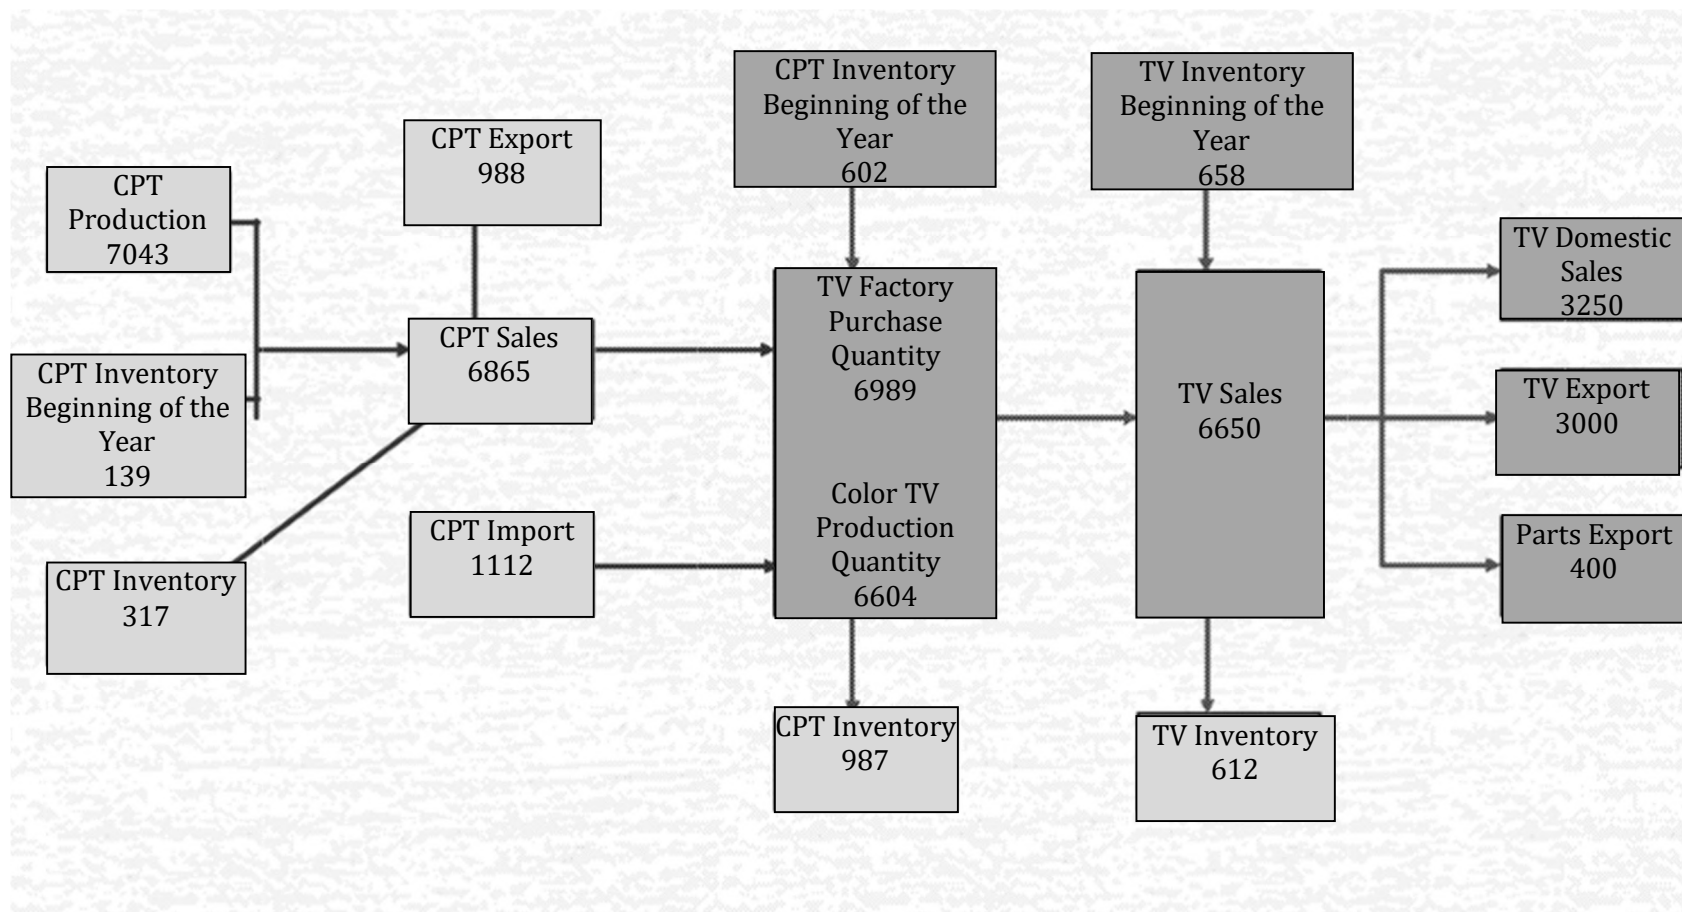 CPT
Production
7043
CPT Inventory
Beginning of the
Year
139
CPT Inventory
317
CPT Export
988
CPT Sales
6865
CPT Import
1112
CPT Inventory
Beginning of the
Year
602
TV Factory
Purchase
Quantity
6989
Color TV
Production
Quantity
6604
CPT Inventory
987
TV Inventory
Beginning of the
Year
658
TV Sales
6650
TV Inventory
612
TV Domestic
Sales
3250
TV Export
3000
Parts Export
400